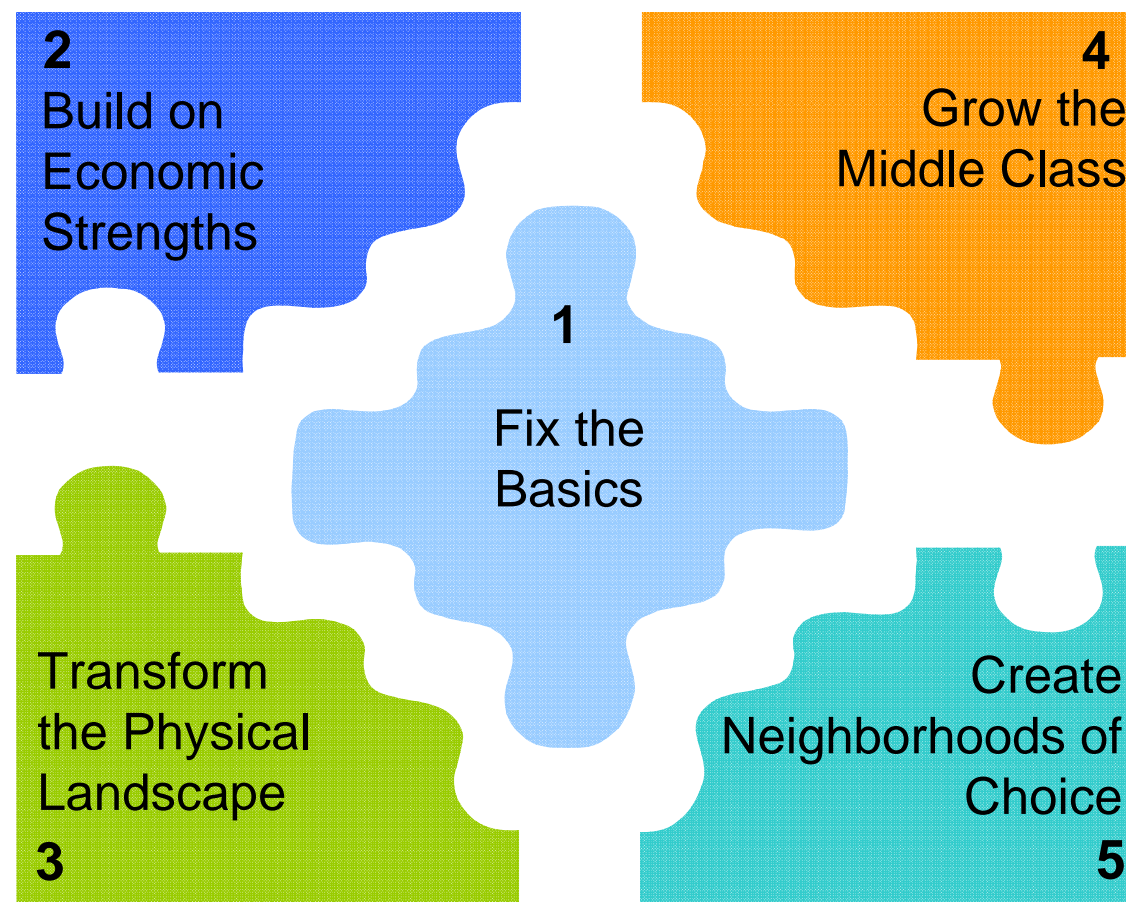 2
Build on
Economic
Strengths
4
Grow the
Middle Class
1
Fix the
Basics
Transform
the Physical
Landscape
3
Create
Neighborhoods of
Choice
5